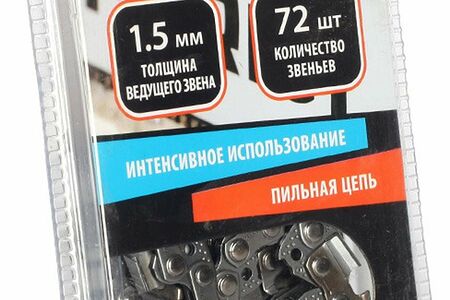 1.5 мм
ТОЛЩИНА
ВЕДУЩЕГО ЗВЕНА
72 шт
КОЛИЧЕСТВО
ЗВЕНЬЕВ
ИНТЕНСИВНОЕ ИСПОЛЬЗОВАНИЕ
ПИЛЬНАЯ ЦЕПЬ